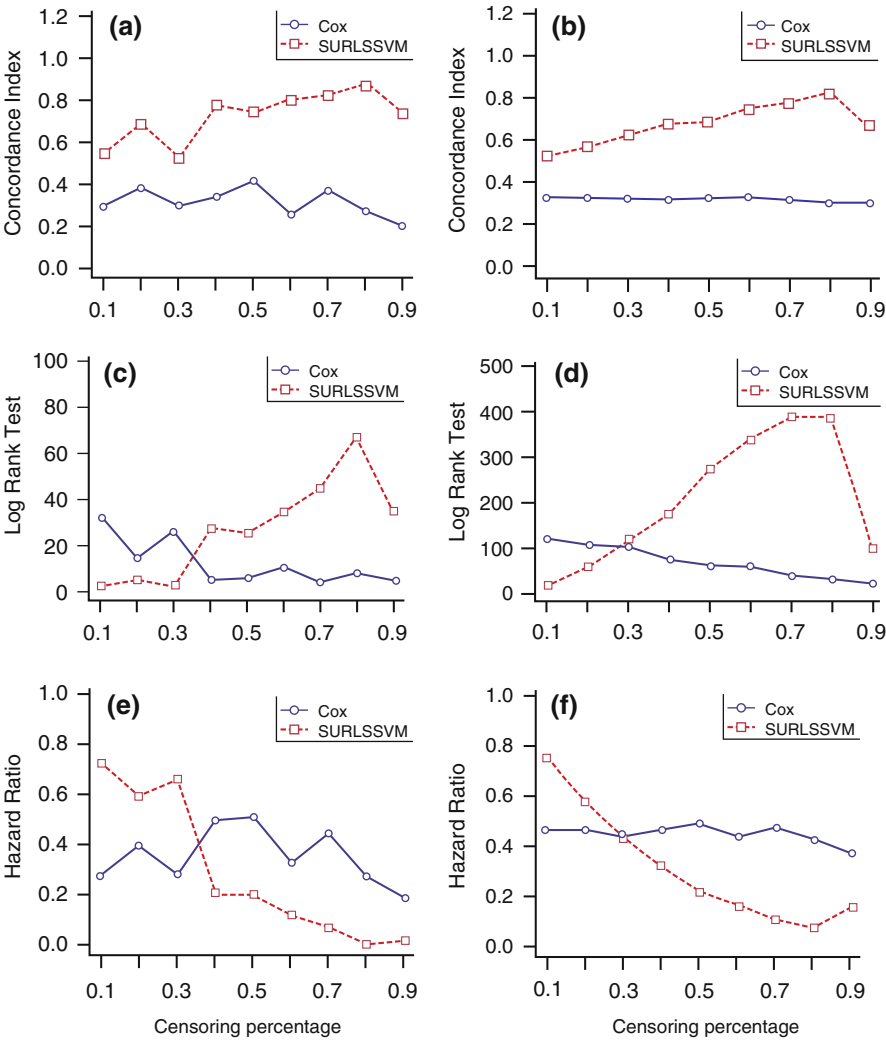 (a)
Cox
SURLSSVM
Concordance Index
1.2
1.0
0.8
0.6
0.4
0.2
0.0
0.1 0.3 0.5 0.7 0.9
(b)
Cox
SURLSSVM
Concordance Index
1.2
1.0
0.8
0.6
0.4
0.2
0.0
0.1 0.3 0.5 0.7 0.9
(c)
Cox
SURLSSVM
Log Rank Test
100
80
60
40
20
0
0.1 0.3 0.5 0.7 0.9
(d)
Cox
SURLSSVM
Log Rank Test
500
400
300
200
100
0
0.1 0.3 0.5 0.7 0.9
(e)
Cox
SURLSSVM
Hazard Ratio
1.0
0.8
0.6
0.4
0.2
0.0
0.1 0.3 0.5 0.7 0.9
Censoring percentage
(f)
Cox
SURLSSVM
Hazard Ratio
1.0
0.8
0.6
0.4
0.2
0.0
0.1 0.3 0.5 0.7 0.9
Censoring percentage